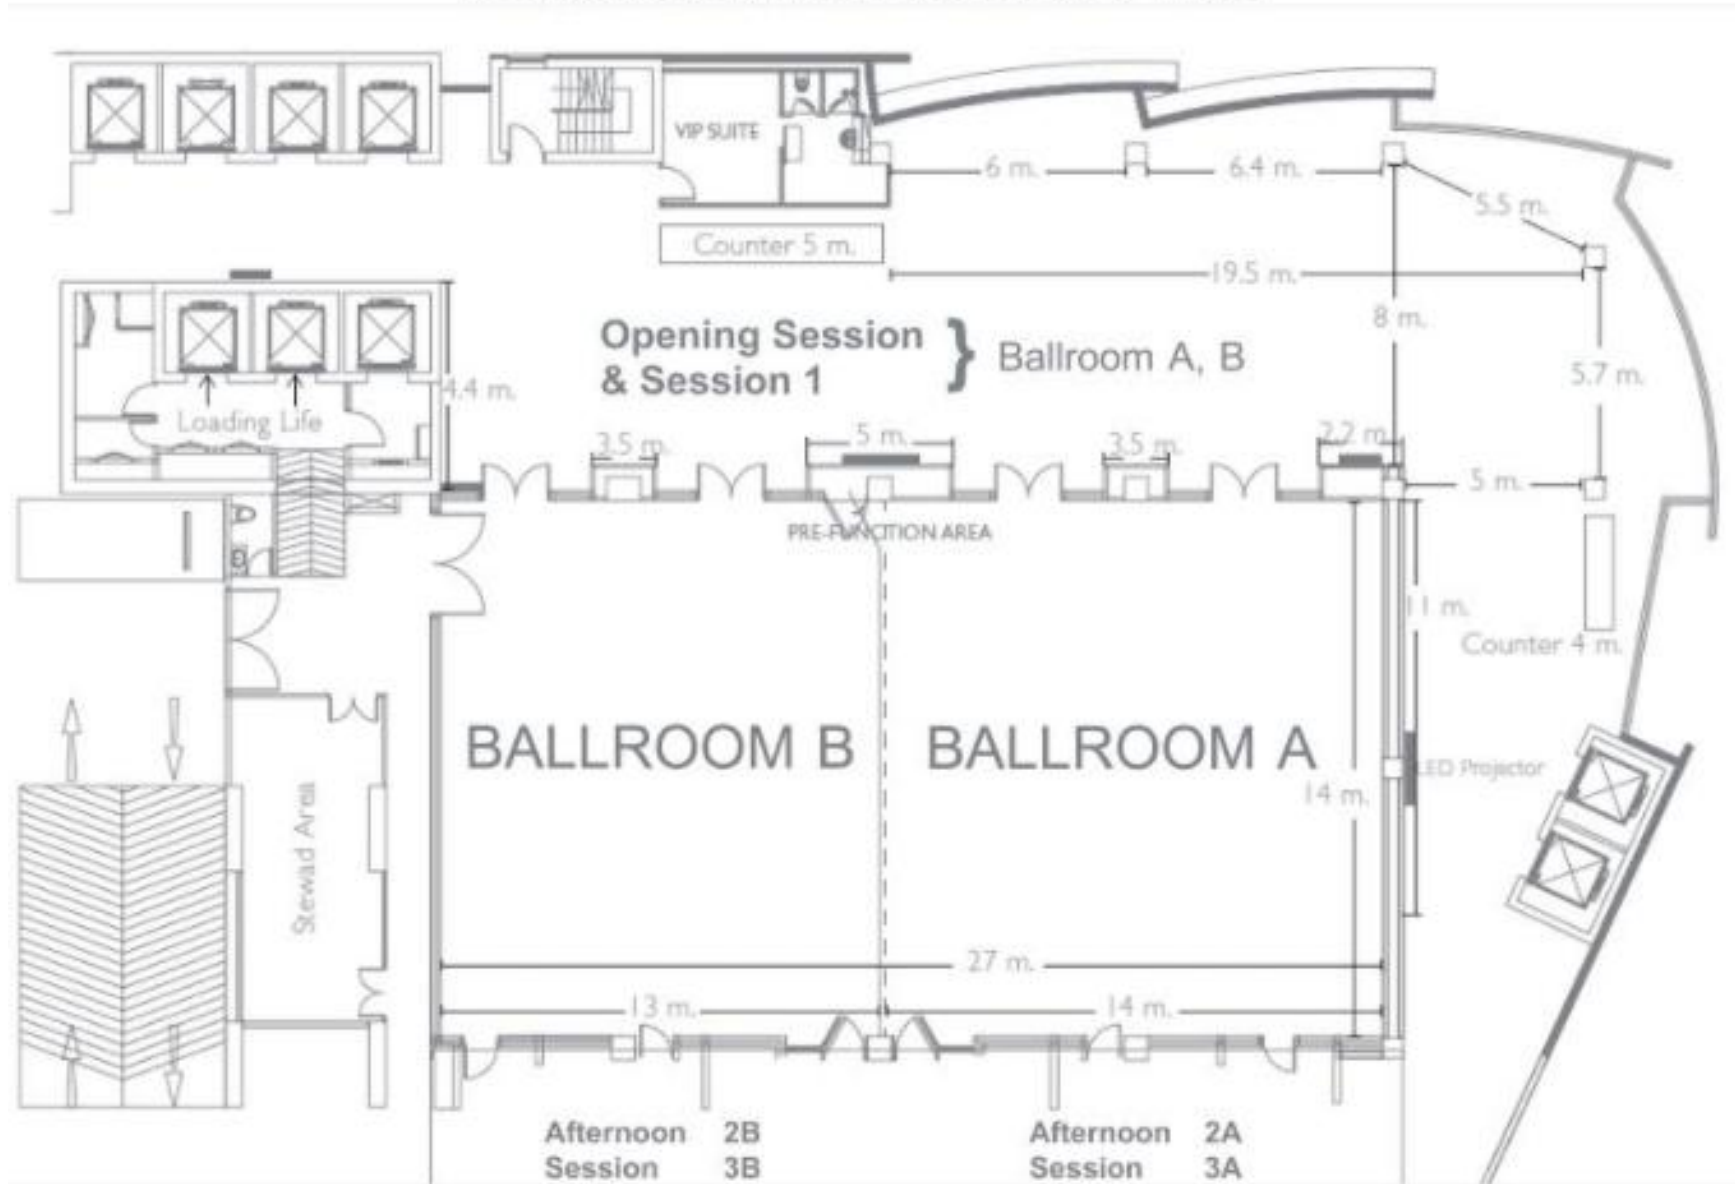 VIP SUITE
6 m.
6.4 m.
5.5 m.
Counter 5 m.
19.5 m.
8 m.
Opening Session
& Session 1
}
Ballroom A, B
5.7 m.
4.4 m.
Loading Life
3.5 m.
5 m.
3.5 m.
2.2 m
5 m.
PRE-FUNCTION AREA
11 m.
Counter 4 m.
BALLROOM B
BALLROOM A
LED Projector
14 m.
Stewad Area
27 m.
13 m.
14 m.
Afternoon 2B
Session 3B
Afternoon 2A
Session 3A